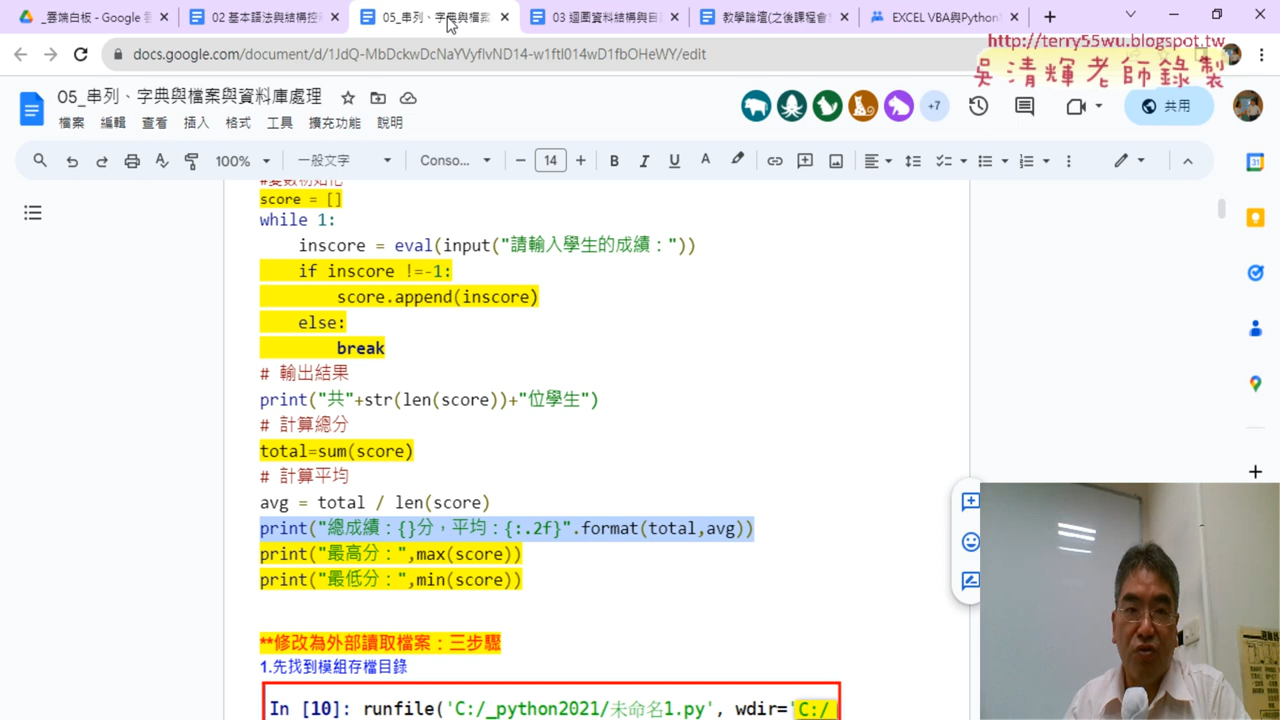 _雲端白板 - Google 雲
02 基本語法與結構控
05_串列、字典與檔案
03 迴圈資料結構與自
教學論壇(之後課程會
EXCEL VBA與Python
docs.google.com/document/d/1JdQ-MbDckwDcNaYVyflvND14-w1ftl014wD1fbOHeWY/edit
http://terry55wu.blogspot.tw
吳清輝老師錄製
05_串列、字典與檔案與資料庫處理
檔案 編輯 查看 插入 格式 工具 擴充功能 說明
+7
共用
100% 一般文字 Conso... 14
#變數初始化
score = []
while 1:
inscore = eval(input("請輸入學生的成績："))
if inscore !=-1:
score.append(inscore)
else:
break
# 輸出結果
print("共"+str(len(score))+"位學生")
# 計算總分
total=sum(score)
# 計算平均
avg = total / len(score)
print("總成績：{}分，平均：{:.2f}".format(total,avg))
print("最高分：",max(score))
print("最低分：",min(score))
**修改為外部讀取檔案：三步驟
1.先找到模組存檔目錄
In [10]: runfile('C:/_python2021/未命名1.py', wdir='C:/